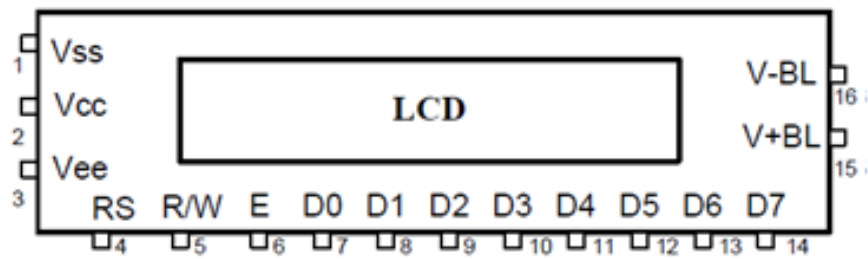 Vss
1
Vcc
2
Vee
3
LCD
V-BL
16
V+BL
15
RS R/W E D0 D1 D2 D3 D4 D5 D6 D7
4 5 6 7 8 9 10 11 12 13 14